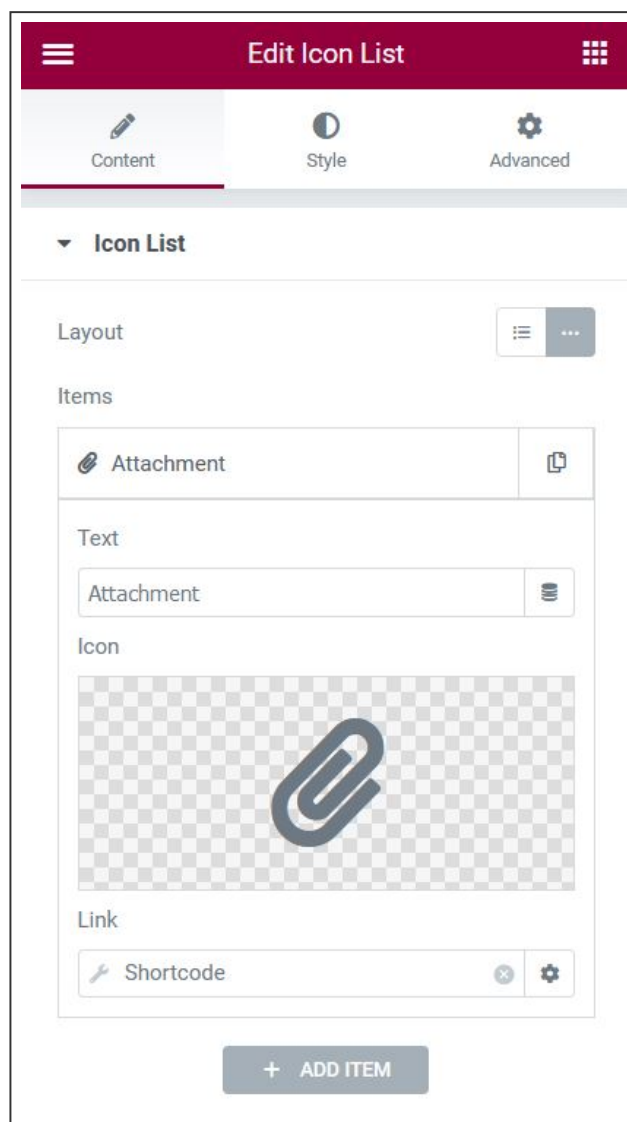 Edit Icon List
Content Style Advanced
Icon List
Layout
Items
Attachment
Text
Attachment
Icon
Link
Shortcode
+ ADD ITEM